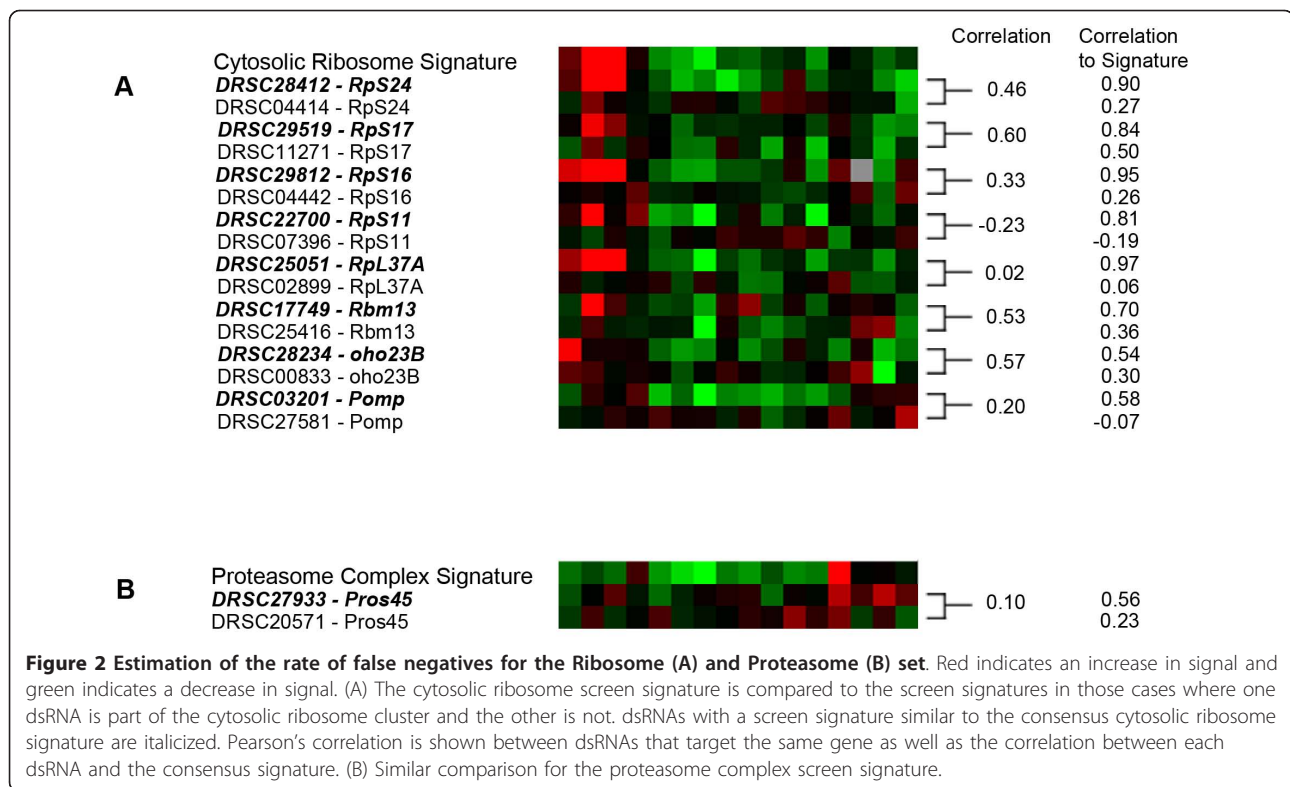 Correlation
Correlation to Signature
A
Cytosolic Ribosome Signature
DRSC28412 - RpS24 0.90
DRSC04414 - RpS24 0.27
0.46
DRSC29519 - RpS17 0.84
DRSC11271 - RpS17 0.50
0.60
DRSC29812 - RpS16 0.95
DRSC04442 - RpS16 0.26
0.33
DRSC22700 - RpS11 0.81
DRSC07396 - RpS11 -0.19
-0.23
DRSC25051 - RpL37A 0.97
DRSC02899 - RpL37A 0.06
0.02
DRSC17749 - Rbm13 0.70
DRSC25416 - Rbm13 0.36
0.53
DRSC28234 - oho23B 0.54
DRSC00833 - oho23B 0.30
0.57
DRSC03201 - Pomp 0.58
DRSC27581 - Pomp -0.07
0.20
B
Proteasome Complex Signature
DRSC27933 - Pros45 0.56
DRSC20571 - Pros45 0.23
0.10
Figure 2 Estimation of the rate of false negatives for the Ribosome (A) and Proteasome (B) set. Red indicates an increase in signal and
green indicates a decrease in signal. (A) The cytosolic ribosome screen signature is compared to the screen signatures in those cases where one
dsRNA is part of the cytosolic ribosome cluster and the other is not. dsRNAs with a screen signature similar to the consensus cytosolic ribosome
signature are italicized. Pearson's correlation is shown between dsRNAs that target the same gene as well as the correlation between each
dsRNA and the consensus signature. (B) Similar comparison for the proteasome complex screen signature.